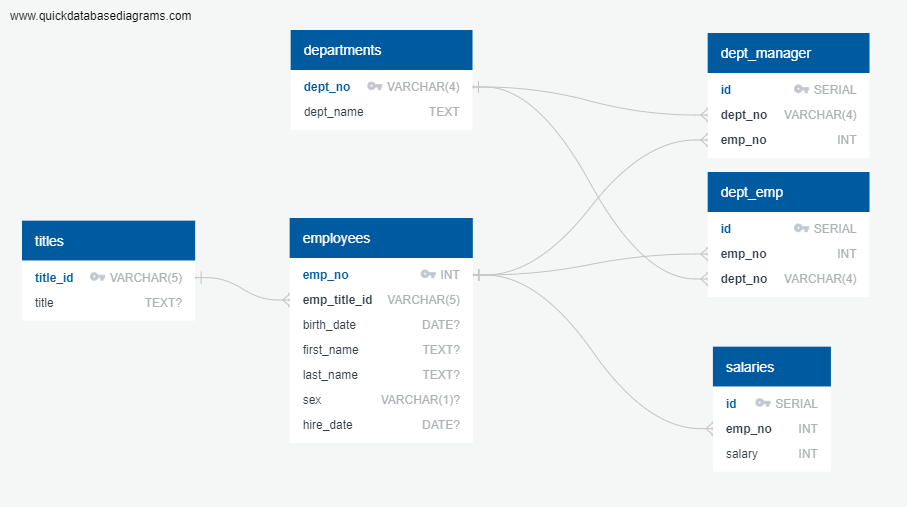 www.quickdatabasediagrams.com
departments
dept_no VARCHAR(4)
dept_name TEXT
dept_manager
id SERIAL
dept_no VARCHAR(4)
emp_no INT
dept_emp
id SERIAL
emp_no INT
dept_no VARCHAR(4)
titles
title_id VARCHAR(5)
title TEXT?
employees
emp_no INT
emp_title_id VARCHAR(5)
birth_date DATE?
first_name TEXT?
last_name TEXT?
sex VARCHAR(1)?
hire_date DATE?
salaries
id SERIAL
emp_no INT
salary INT